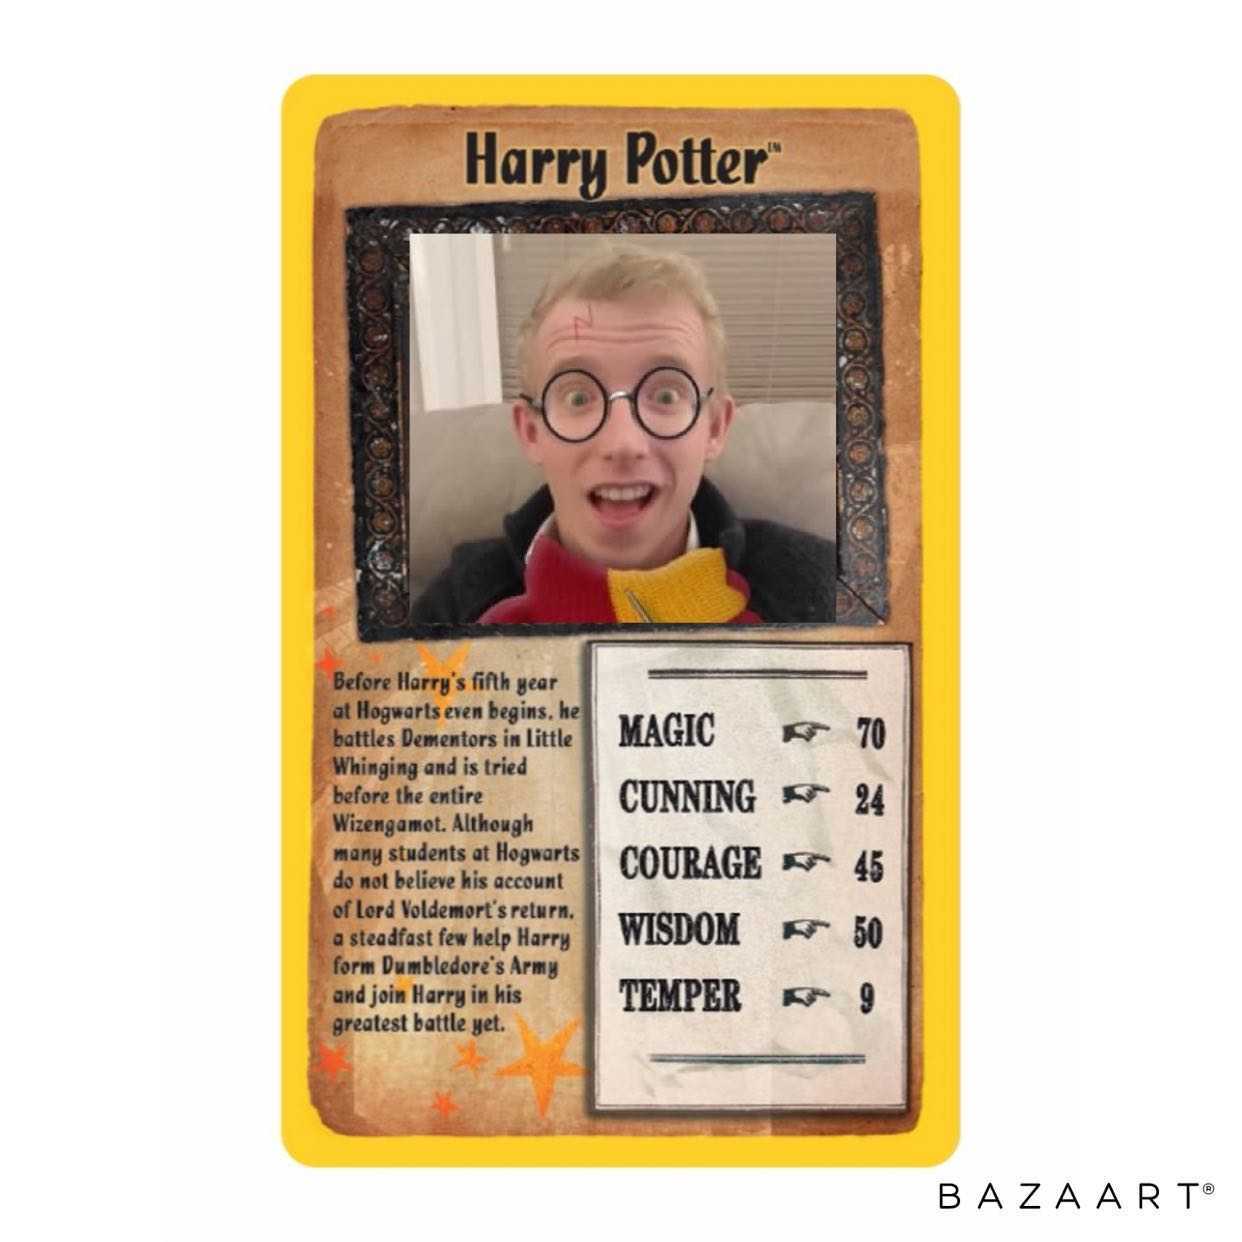 Harry Potter™
Before Harry's fifth year
at Hogwarts even begins, he
battles Dementors in Little
Whinging and is tried
before the entire
Wizengamot. Although
many students at Hogwarts
do not believe his account
of Lord Voldemort's return,
a steadfast few help Harry
form Dumbledore's Army
and join Harry in his
greatest battle yet.
MAGIC 70
CUNNING 24
COURAGE 45
WISDOM 50
TEMPER 9
BAZAART®